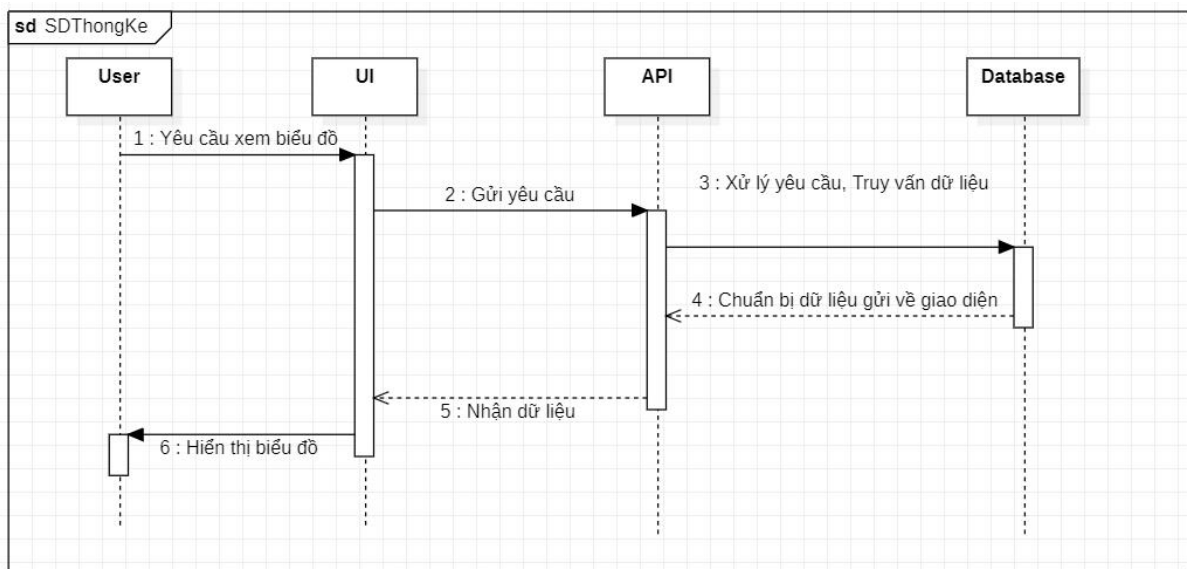 sd SDThongKe
User
UI
API
Database
1 : Yêu cầu xem biểu đồ
2 : Gửi yêu cầu
3 : Xử lý yêu cầu, Truy vấn dữ liệu
4 : Chuẩn bị dữ liệu gửi về giao diện
5 : Nhận dữ liệu
6 : Hiển thị biểu đồ